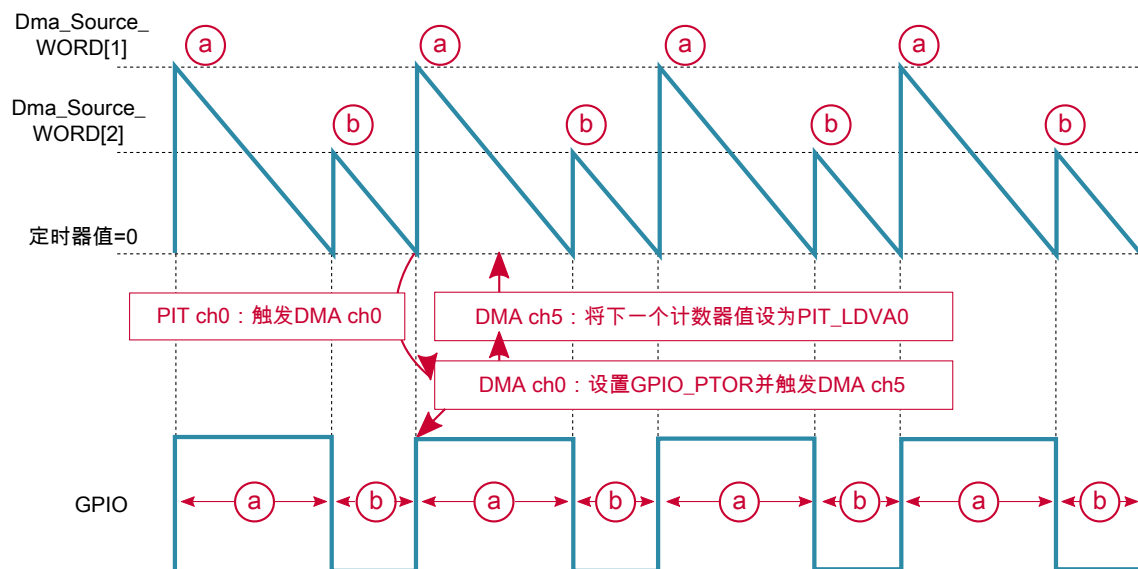 Dma_Source_
WORD[1]
a
a
a
a
Dma_Source_
WORD[2]
b
b
b
b
定时器值=0
PIT ch0：触发DMA ch0
DMA ch5：将下一个计数器值设为PIT_LDVA0
DMA ch0：设置GPIO_PTOR并触发DMA ch5
GPIO
a
b
a
b
a
b
a
b